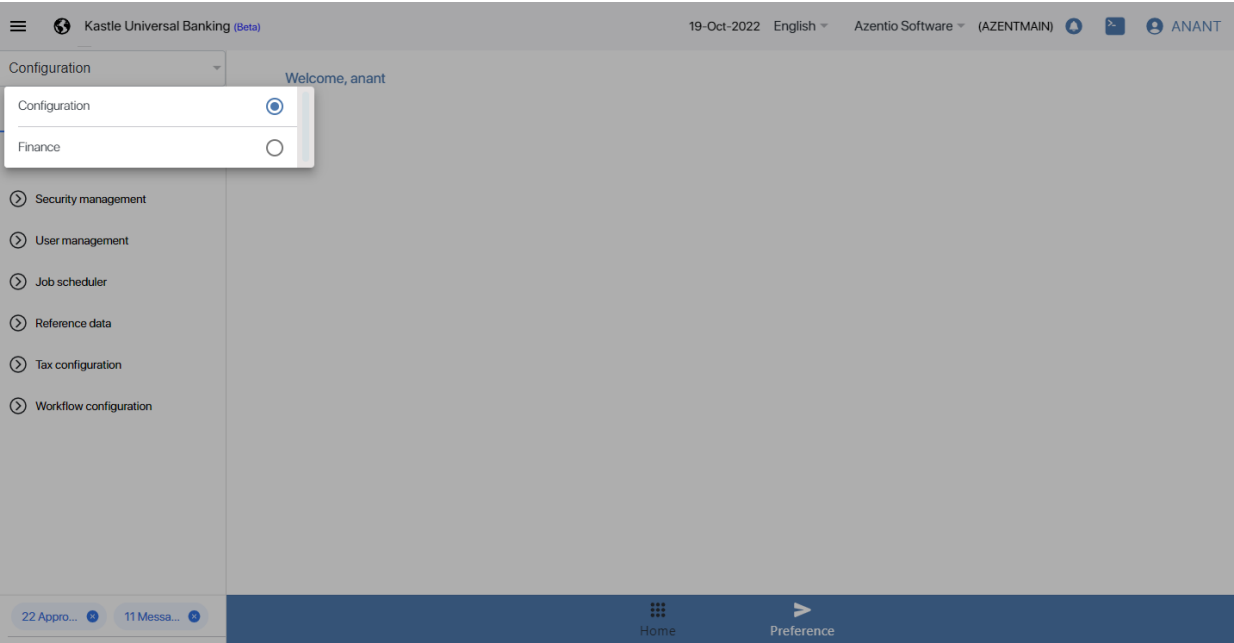 Kastle Universal Banking (Beta) 19-Oct-2022 English Azentio Software (AZENTMAIN) ANANT
Configuration
Welcome, anant
Configuration
Finance
Security management
User management
Job scheduler
Reference data
Tax configuration
Workflow configuration
22 Appro... 11 Messa...
Home Preference